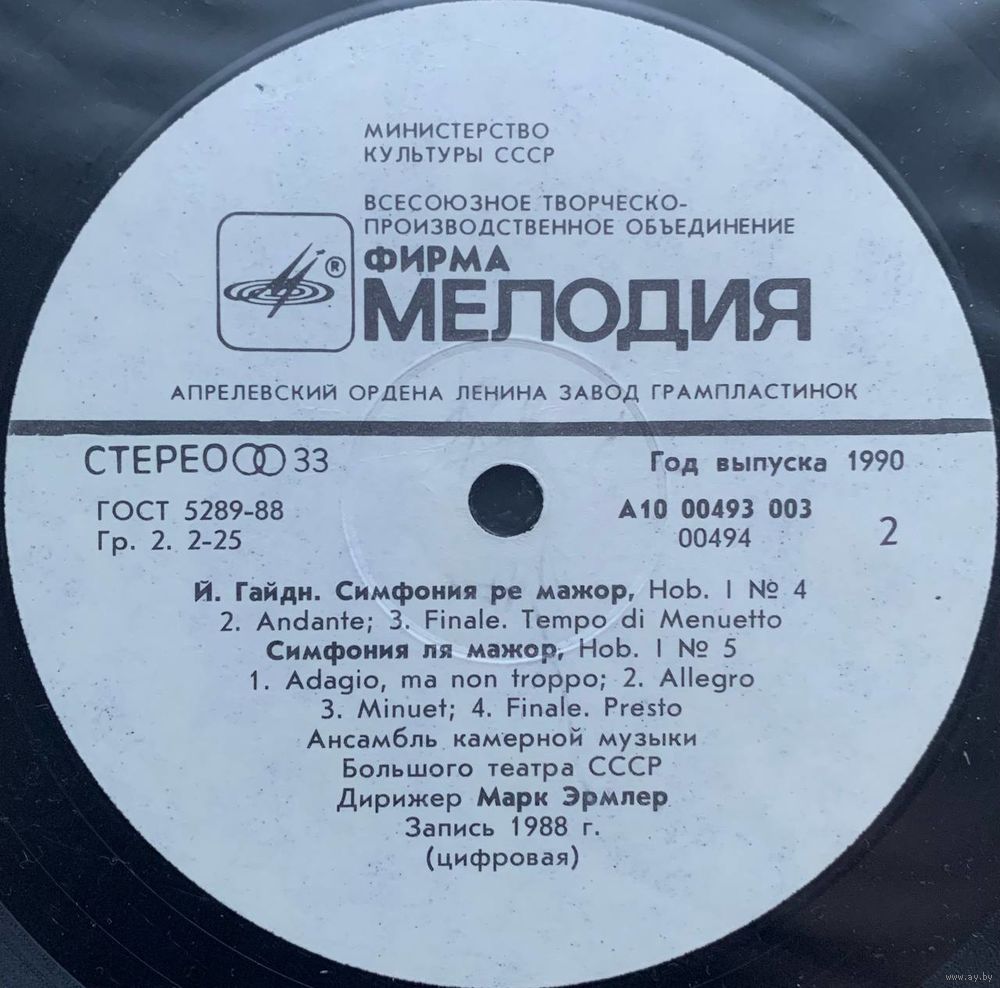 МИНИСТЕРСТВО
КУЛЬТУРЫ СССР
ВСЕСОЮЗНОЕ ТВОРЧЕСКО-
ПРОИЗВОДСТВЕННОЕ ОБЪЕДИНЕНИЕ
ФИРМА
®
МЕЛОДИЯ
АПРЕЛЕВСКИЙ ОРДЕНА ЛЕНИНА ЗАВОД ГРАМПЛАСТИНОК
СТЕРЕО 33
Год выпуска 1990
ГОСТ 5289-88
А10 00493 003
Гр. 2. 2-25
00494
2
Й. Гайдн. Симфония ре мажор, Hob. I № 4
2. Andante; 3. Finale. Tempo di Menuetto
Симфония ля мажор, Hob. I № 5
1. Adagio, ma non troppo; 2. Allegro
3. Minuet; 4. Finale. Presto
Ансамбль камерной музыки
Большого театра СССР
Дирижер Марк Эрмлер
Запись 1988 г.
(цифровая)
www.ay.by